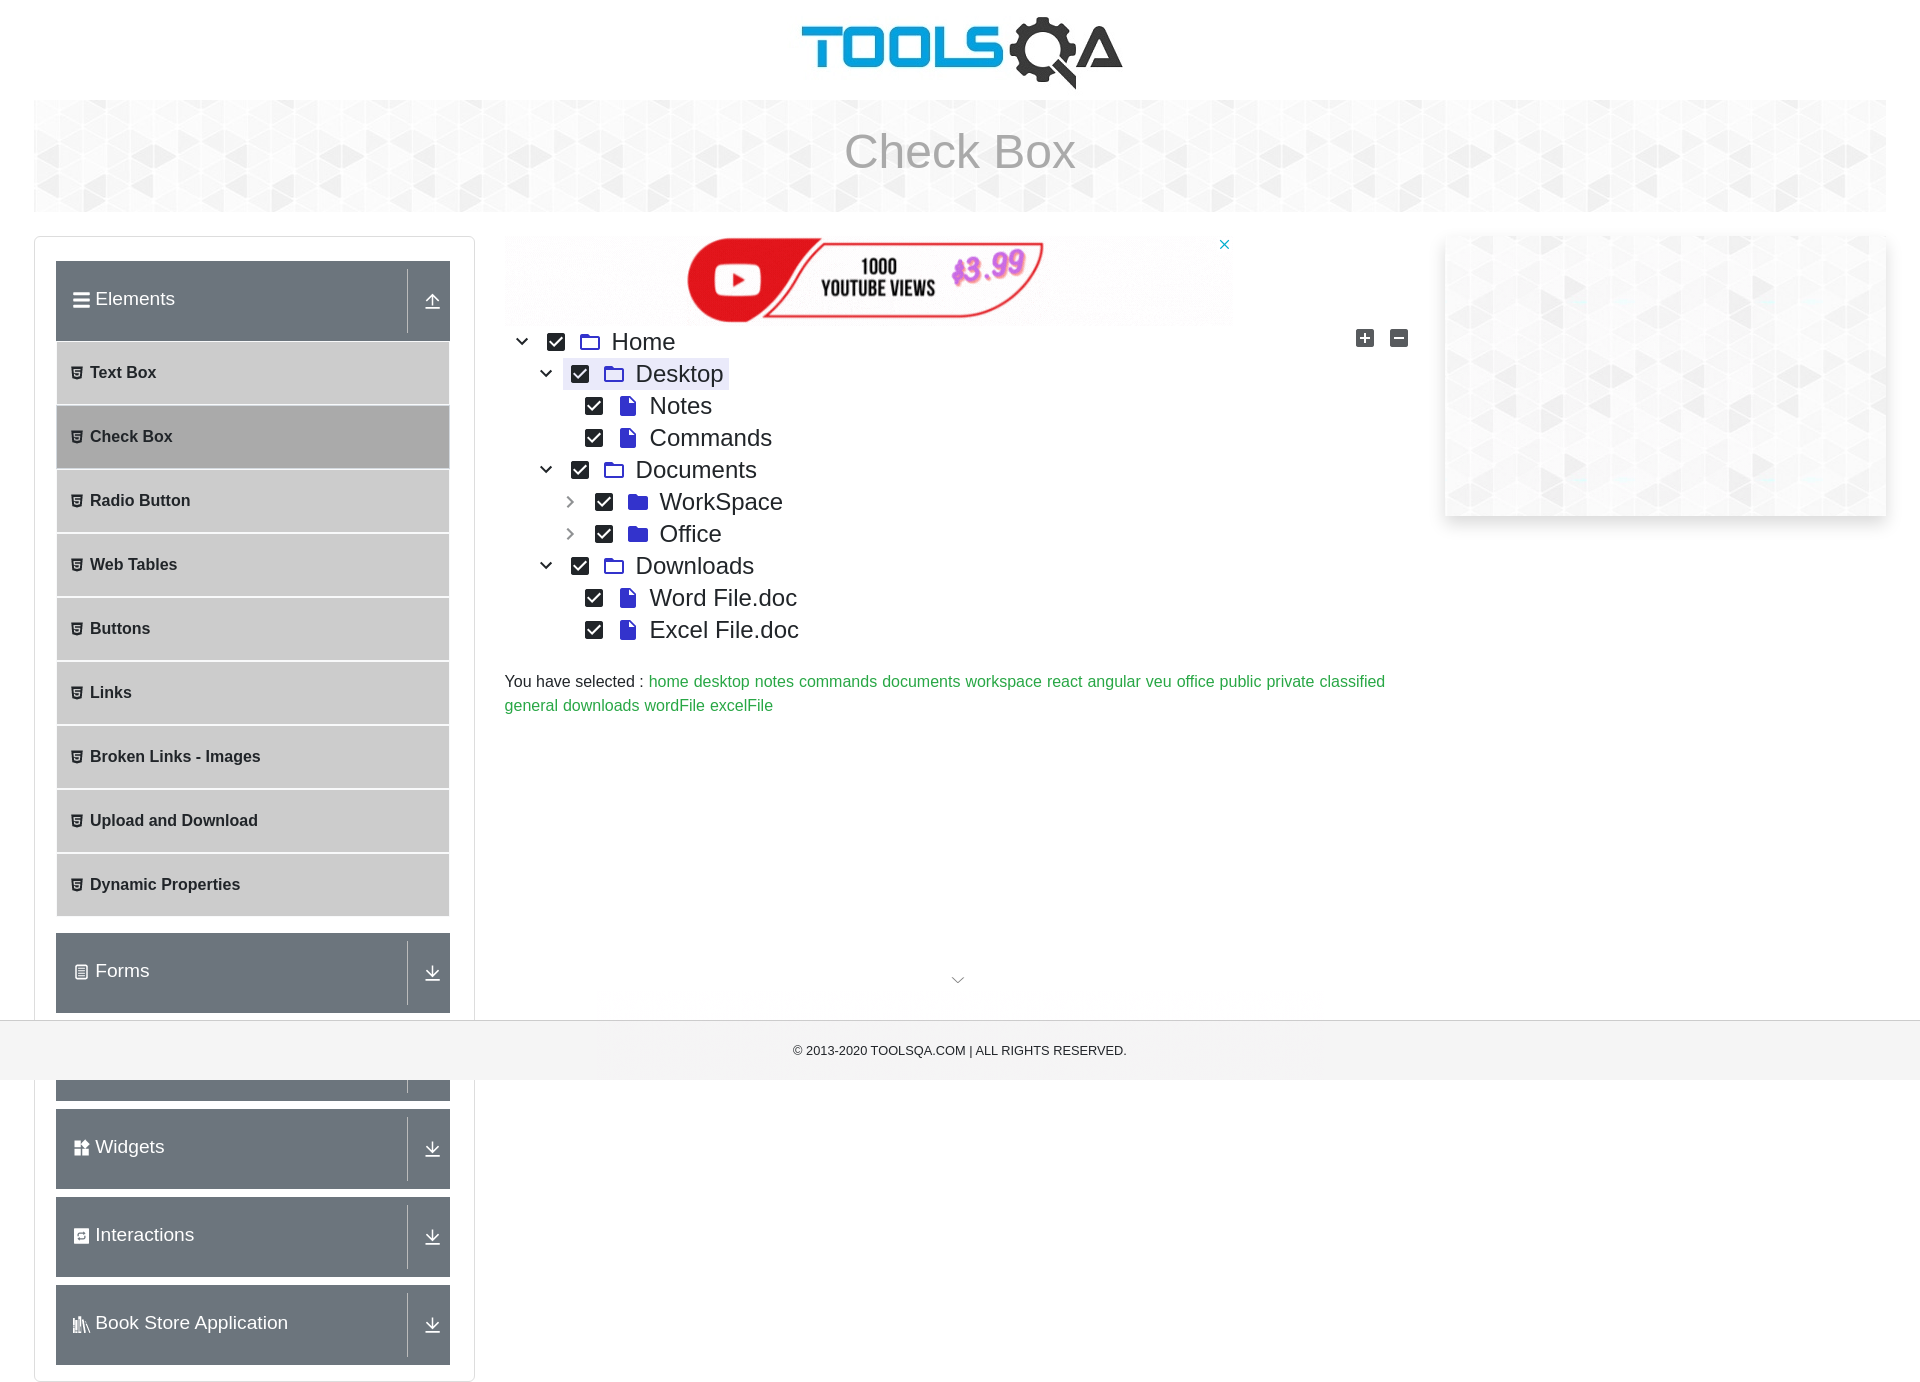 TOOLSQA
Check Box
Elements
Text Box
Check Box
Radio Button
Web Tables
Buttons
Links
Broken Links - Images
Upload and Download
Dynamic Properties
Forms
Widgets
Interactions
Book Store Application
1000
YOUTUBE VIEWS
$3.99
Home
Desktop
Notes
Commands
Documents
WorkSpace
Office
Downloads
Word File.doc
Excel File.doc
You have selected : home desktop notes commands documents workspace react angular veu office public private classified
general downloads wordFile excelFile
© 2013-2020 TOOLSQA.COM | ALL RIGHTS RESERVED.